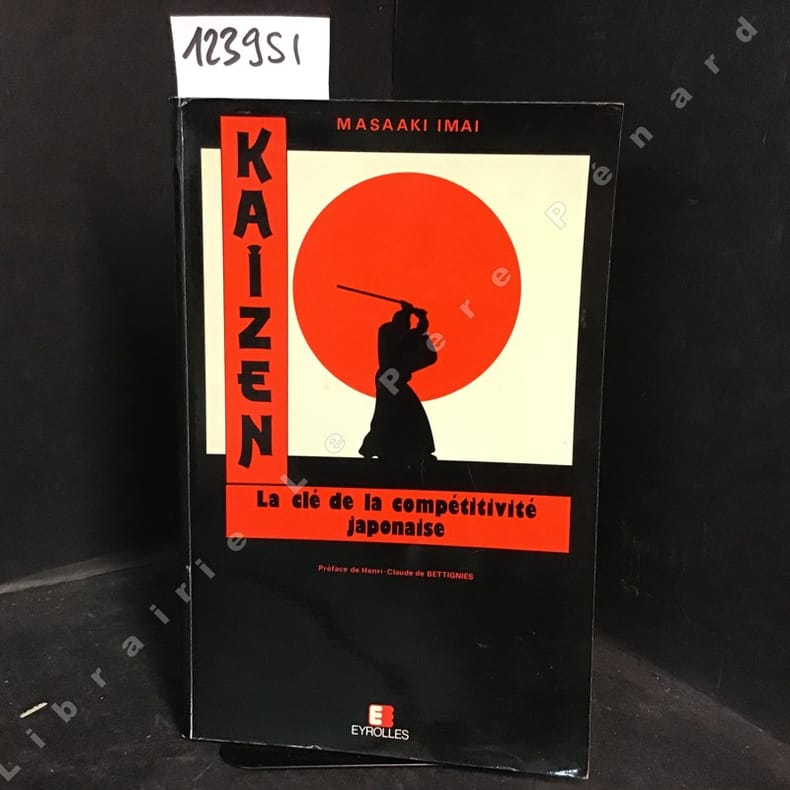 123951
MASAAKI IMAI
KAIZEN
La clé de la compétitivité
japonaise
Préface de Henri-Claude de BETTIGNIES
EYROLLES
Librairie Le Père Pénard